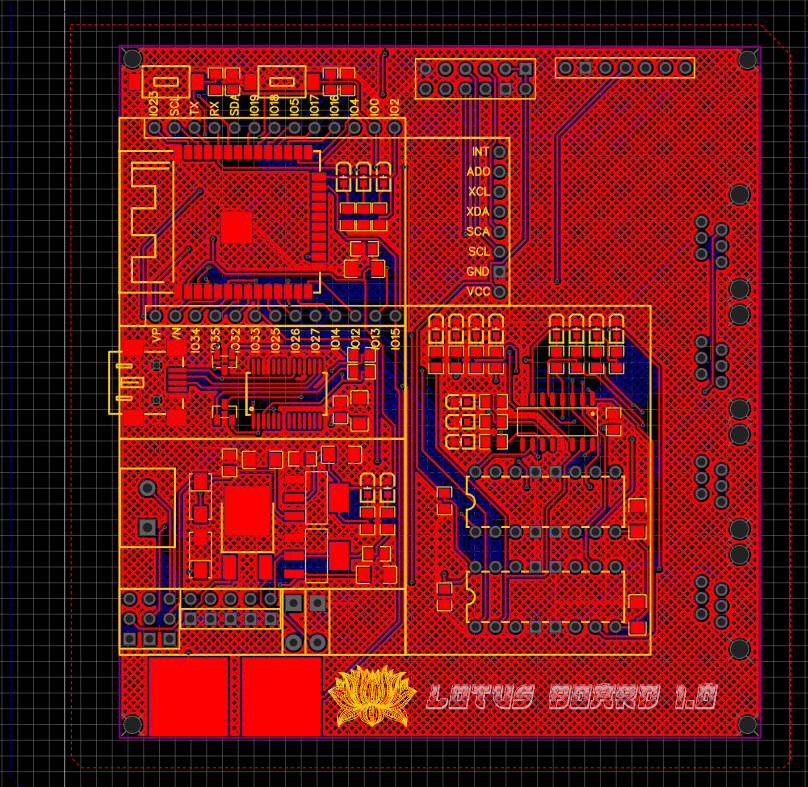 IO23
SCL
TX
RX
SDA
IO19
IO18
IO5
IO17
IO16
IO4
IO0
IO2
INT
ADO
XCL
XDA
SCA
SCL
GND
VCC
VP
VN
IO34
IO35
IO32
IO33
IO25
IO26
IO27
IO14
IO12
IO13
IO15
LOTUS BOARD 1.0